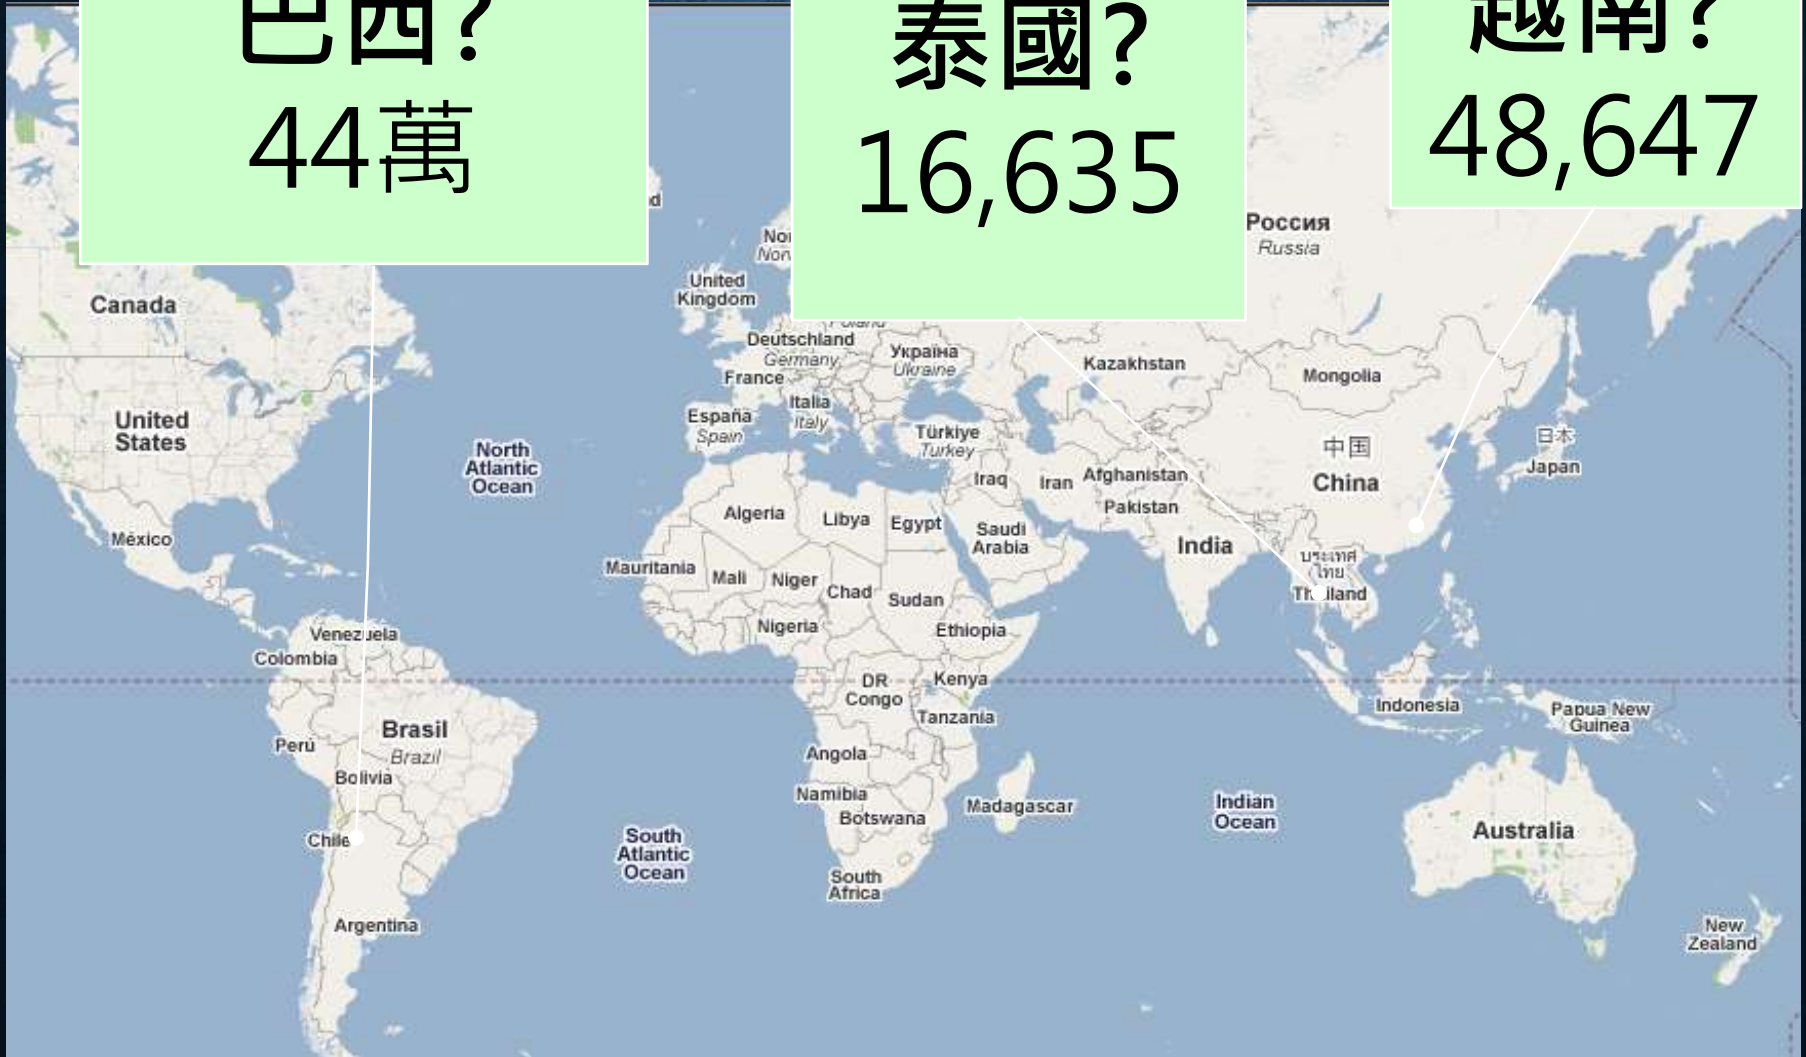 巴西?
44萬
泰國?
16,635
越南?
48,647
Россия
Russia
United
Kingdom
Canada
Deutschland
Germany
Poland
Україна
Ukraine
France
Kazakhstan
Mongolia
United
States
España
Spain
Italia
Italy
Türkiye
Turkey
中国
China
日本
Japan
North
Atlantic
Ocean
Iraq
Iran
Afghanistan
Pakistan
Algeria
Libya
Egypt
Saudi
Arabia
México
India
ประเทศ
ไทย
Thailand
Mauritania
Mali
Niger
Chad
Sudan
Nigeria
Ethiopia
Venezuela
Colombia
DR
Congo
Kenya
Tanzania
Indonesia
Papua New
Guinea
Brasil
Brazil
Perú
Bolivia
Angola
Namibia
Botswana
Madagascar
Indian
Ocean
Australia
Chile
South
Atlantic
Ocean
South
Africa
Argentina
New
Zealand